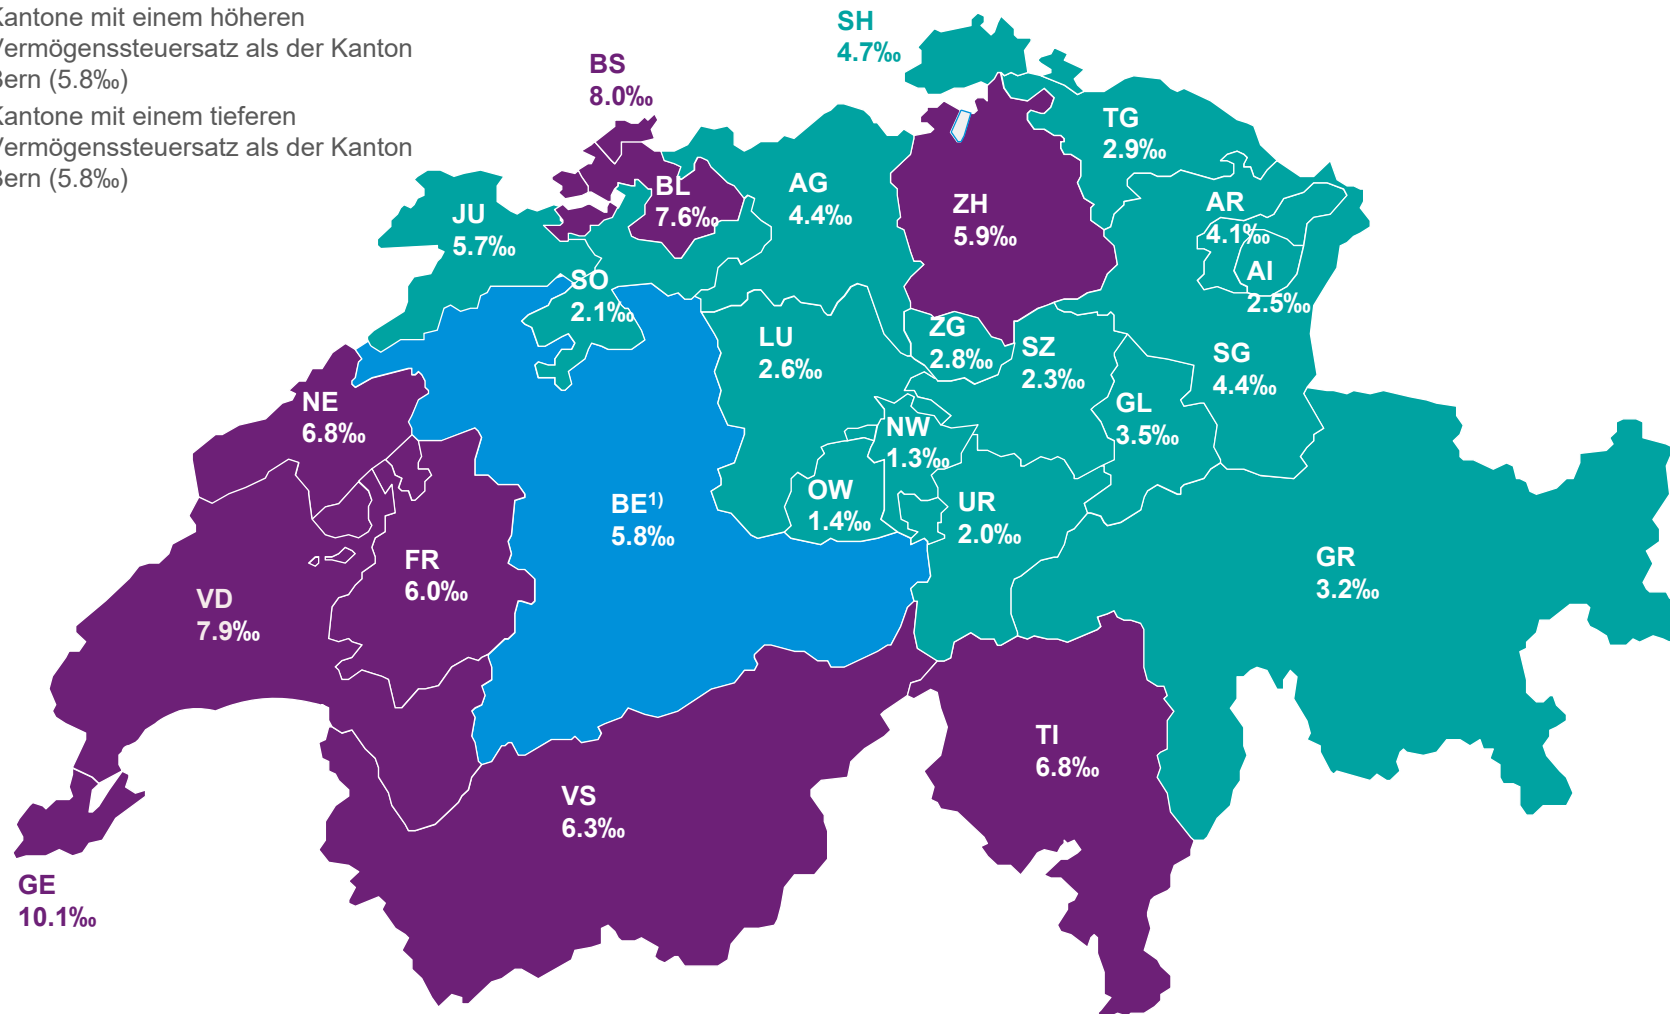 Kantone mit einem höheren
Vermögenssteuersatz als der Kanton
Bern (5.8‰)
Kantone mit einem tieferen
Vermögenssteuersatz als der Kanton
Bern (5.8‰)
SH
4.7‰
BS
8.0‰
TG
2.9‰
BL
7.6‰
AG
4.4‰
ZH
5.9‰
AR
4.1‰
JU
5.7‰
AI
2.5‰
SO
2.1‰
LU
2.6‰
ZG
2.8‰
SZ
2.3‰
SG
4.4‰
NE
6.8‰
GL
3.5‰
NW
1.3‰
OW
1.4‰
UR
2.0‰
BE¹⁾
5.8‰
FR
6.0‰
GR
3.2‰
VD
7.9‰
TI
6.8‰
VS
6.3‰
GE
10.1‰